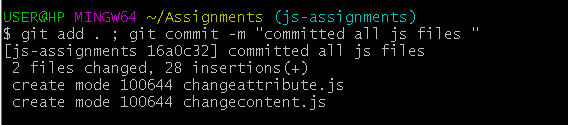 USER@HP MINGW64 ~/Assignments (js-assignments)
$ git add . ; git commit -m "committed all js files "
[js-assignments 16a0c32] committed all js files
 2 files changed, 28 insertions(+)
 create mode 100644 changeattribute.js
 create mode 100644 changecontent.js